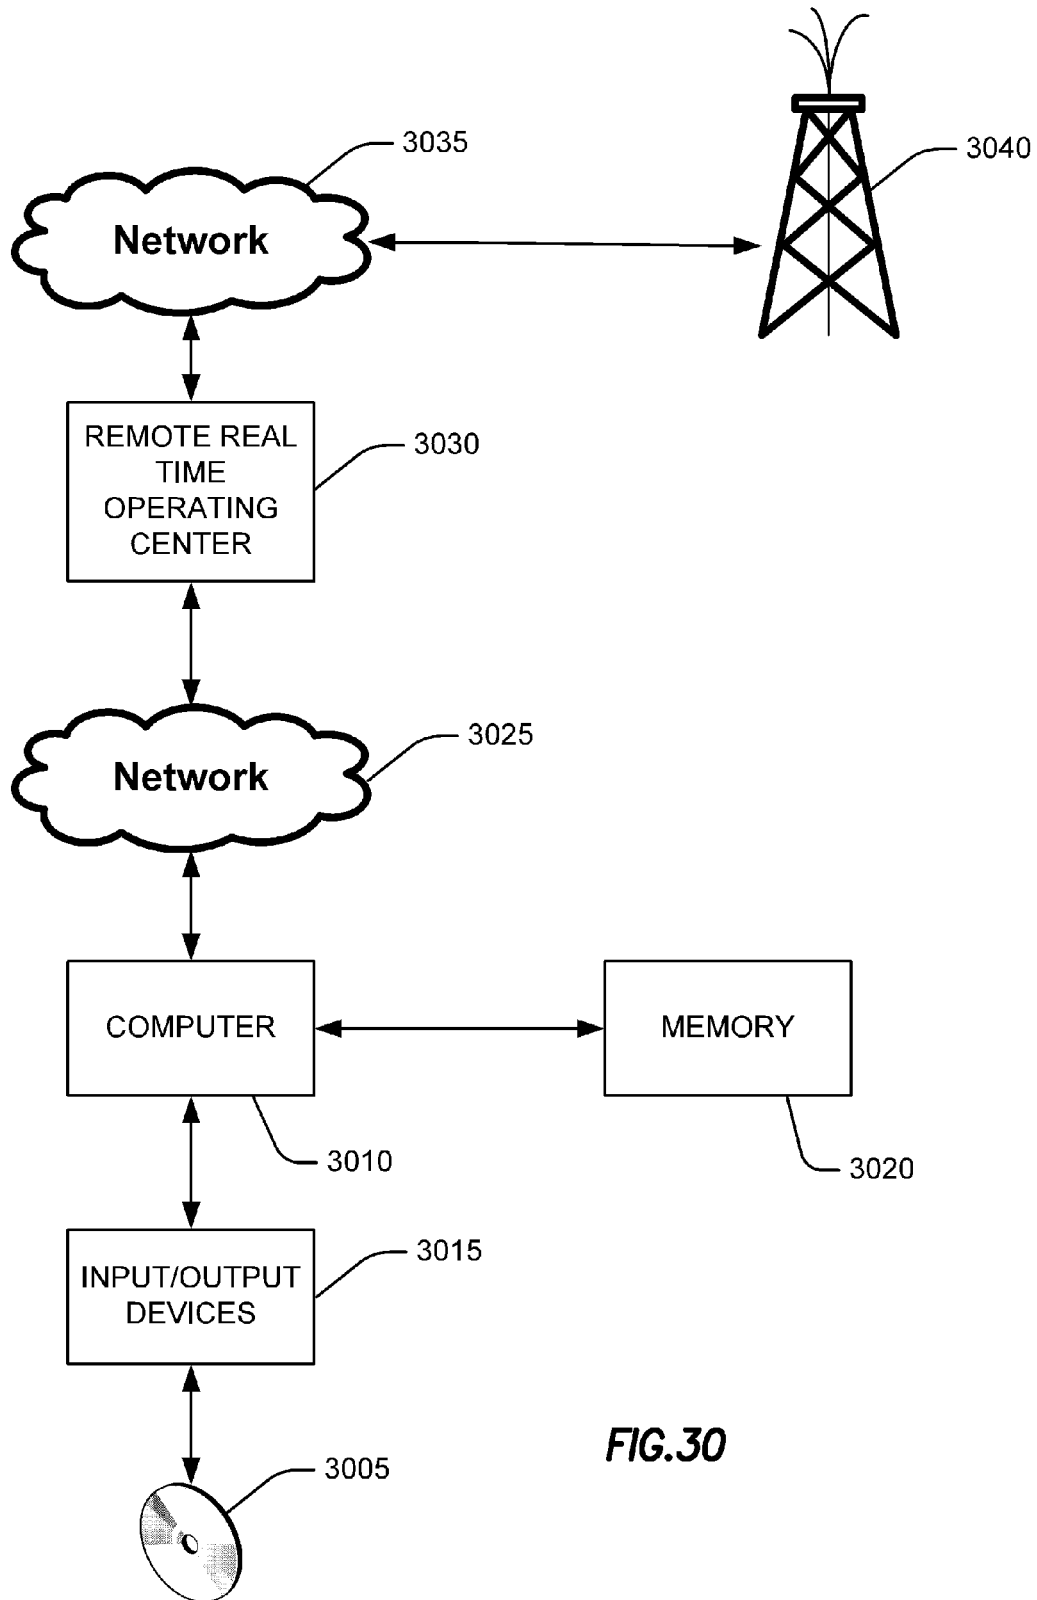 3035
3040
Network
REMOTE REAL
TIME
OPERATING
CENTER
3030
3025
Network
COMPUTER
MEMORY
3010
3020
INPUT/OUTPUT
DEVICES
3015
FIG.30
3005